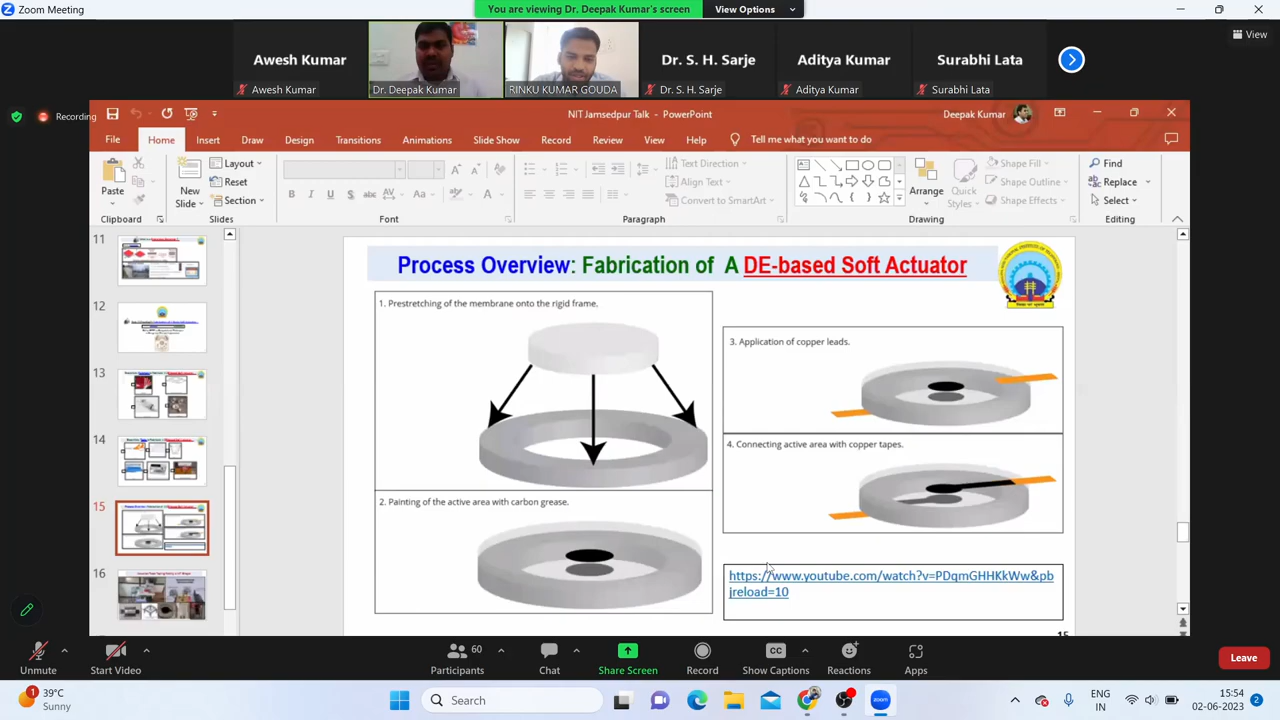 Zoom Meeting
You are viewing Dr. Deepak Kumar's screen
View Options
View
Awesh Kumar
Dr. S. H. Sarje
Aditya Kumar
Surabhi Lata
Awesh Kumar
Dr. Deepak Kumar
RINKU KUMAR GOUDA
Dr. S. H. Sarje
Aditya Kumar
Surabhi Lata
Recording
NIT Jamsedpur Talk - PowerPoint
Deepak Kumar
File
Home
Insert
Draw
Design
Transitions
Animations
Slide Show
Record
Review
View
Help
Tell me what you want to do
Paste
New
Slide
Layout
Reset
Section
Text Direction
Align Text
Convert to SmartArt
Arrange
Quick
Styles
Shape Fill
Shape Outline
Shape Effects
Find
Replace
Select
Clipboard
Slides
Font
Paragraph
Drawing
Editing
11
12
13
14
15
16
Process Overview: Fabrication of A DE-based Soft Actuator
1. Prestretching of the membrane onto the rigid frame.
2. Painting of the active area with carbon grease.
3. Application of copper leads.
4. Connecting active area with copper tapes.
https://www.youtube.com/watch?v=PDqmGHHKkWw&pb
jreload=10
15
Unmute
Start Video
Participants
60
Chat
Share Screen
Record
CC
Show Captions
Reactions
Apps
Leave
1
39°C
Sunny
Search
zoom
ENG
IN
15:54
02-06-2023
2